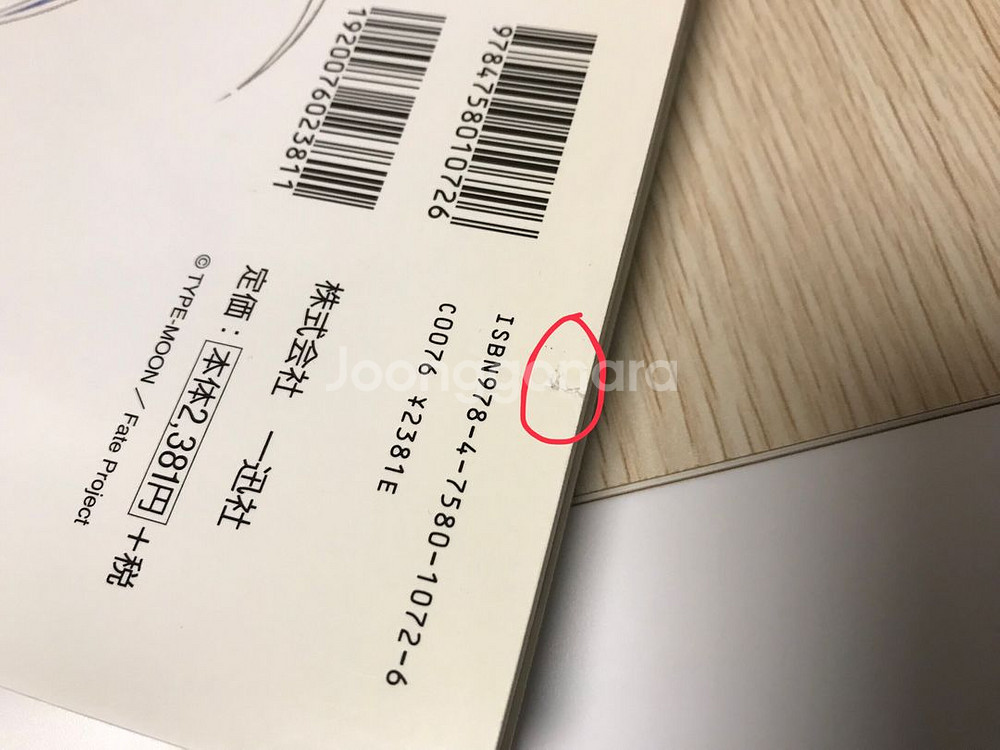 9784758010726
1920076023811
ISBN978-4-7580-1072-6
C0076 ¥2381E
株式会社 一迅社
定価：本体2,381円＋税
©TYPE-MOON / Fate Project
Joonggonara